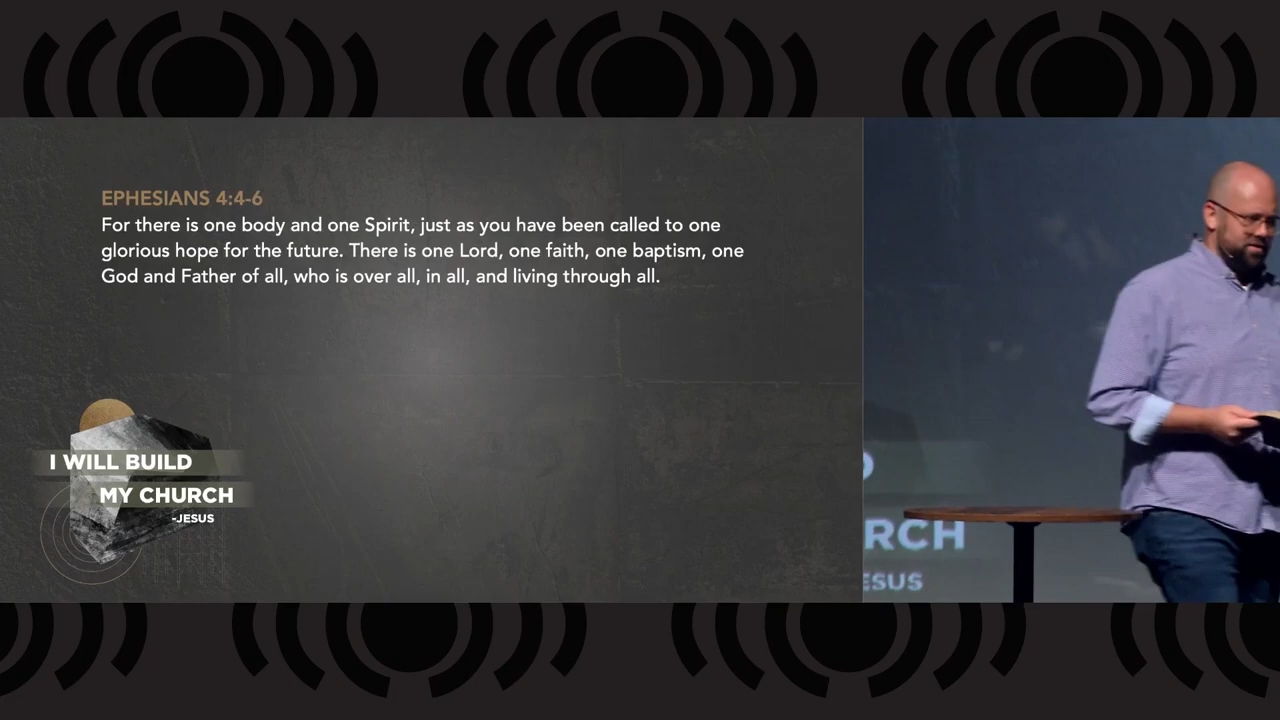 EPHESIANS 4:4-6
For there is one body and one Spirit, just as you have been called to one
glorious hope for the future. There is one Lord, one faith, one baptism, one
God and Father of all, who is over all, in all, and living through all.
I WILL BUILD
MY CHURCH
-JESUS
D
RCH
ESUS